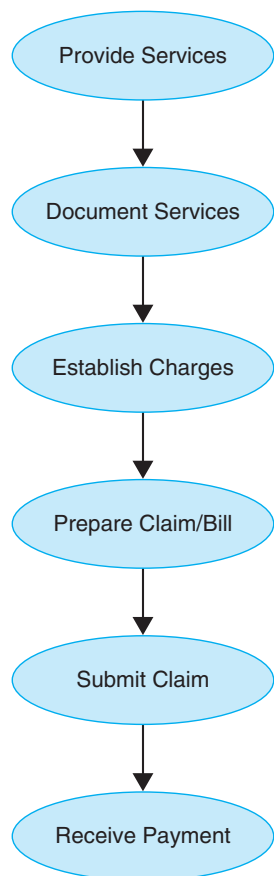 Provide Services
Document Services
Establish Charges
Prepare Claim/Bill
Submit Claim
Receive Payment